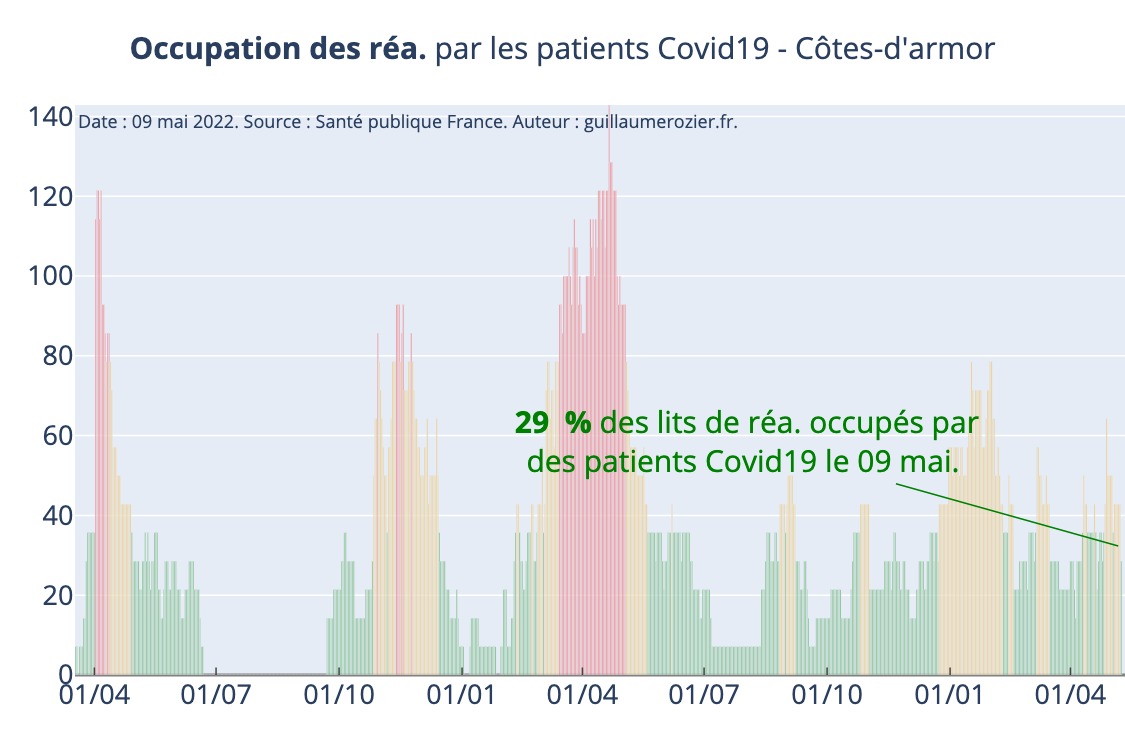 Occupation des réa. par les patients Covid19 - Côtes-d'armor
140
Date : 09 mai 2022. Source : Santé publique France. Auteur : guillaumerozier.fr.
120
100
80
60
29 % des lits de réa. occupés par
des patients Covid19 le 09 mai.
40
20
0
01/04 01/07 01/10 01/01 01/04 01/07 01/10 01/01 01/04